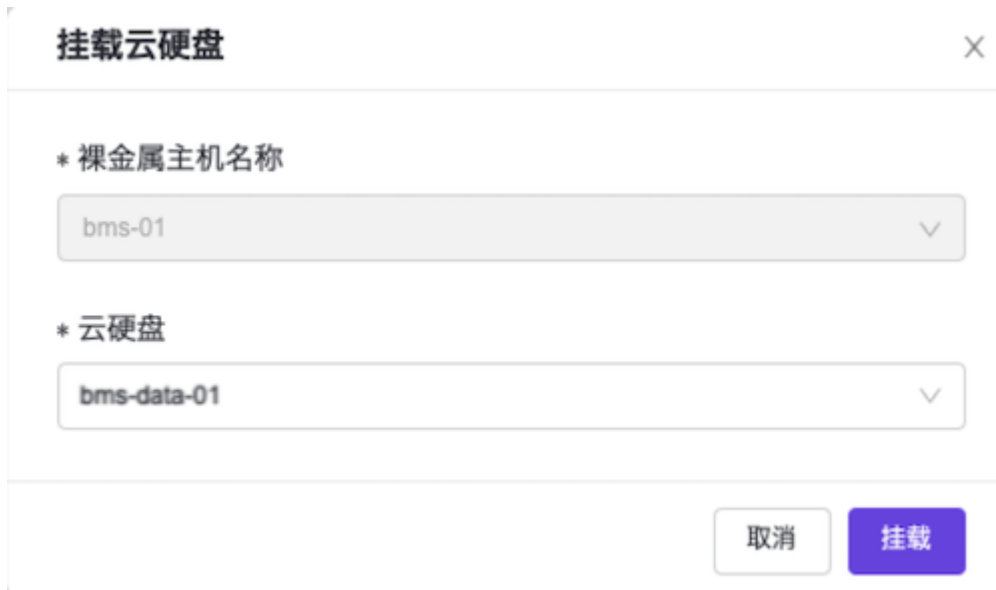 挂载云硬盘
* 裸金属主机名称
bms-01
* 云硬盘
bms-data-01
取消
挂载